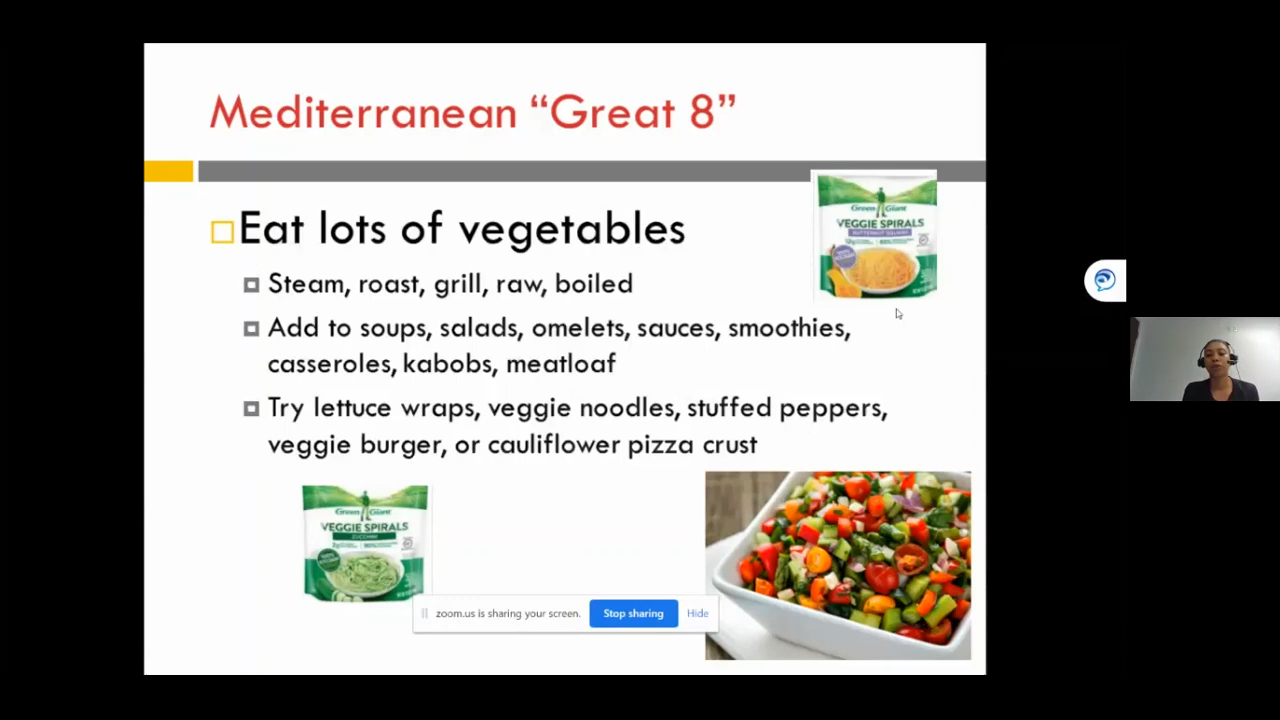 Mediterranean “Great 8”
Eat lots of vegetables
Steam, roast, grill, raw, boiled
Add to soups, salads, omelets, sauces, smoothies,
casseroles, kabobs, meatloaf
Try lettuce wraps, veggie noodles, stuffed peppers,
veggie burger, or cauliflower pizza crust
Green Giant
VEGGIE SPIRALS
BUTTERNUT SQUASH
Green Giant
VEGGIE SPIRALS
ZUCCHINI
zoom.us is sharing your screen.
Stop sharing
Hide